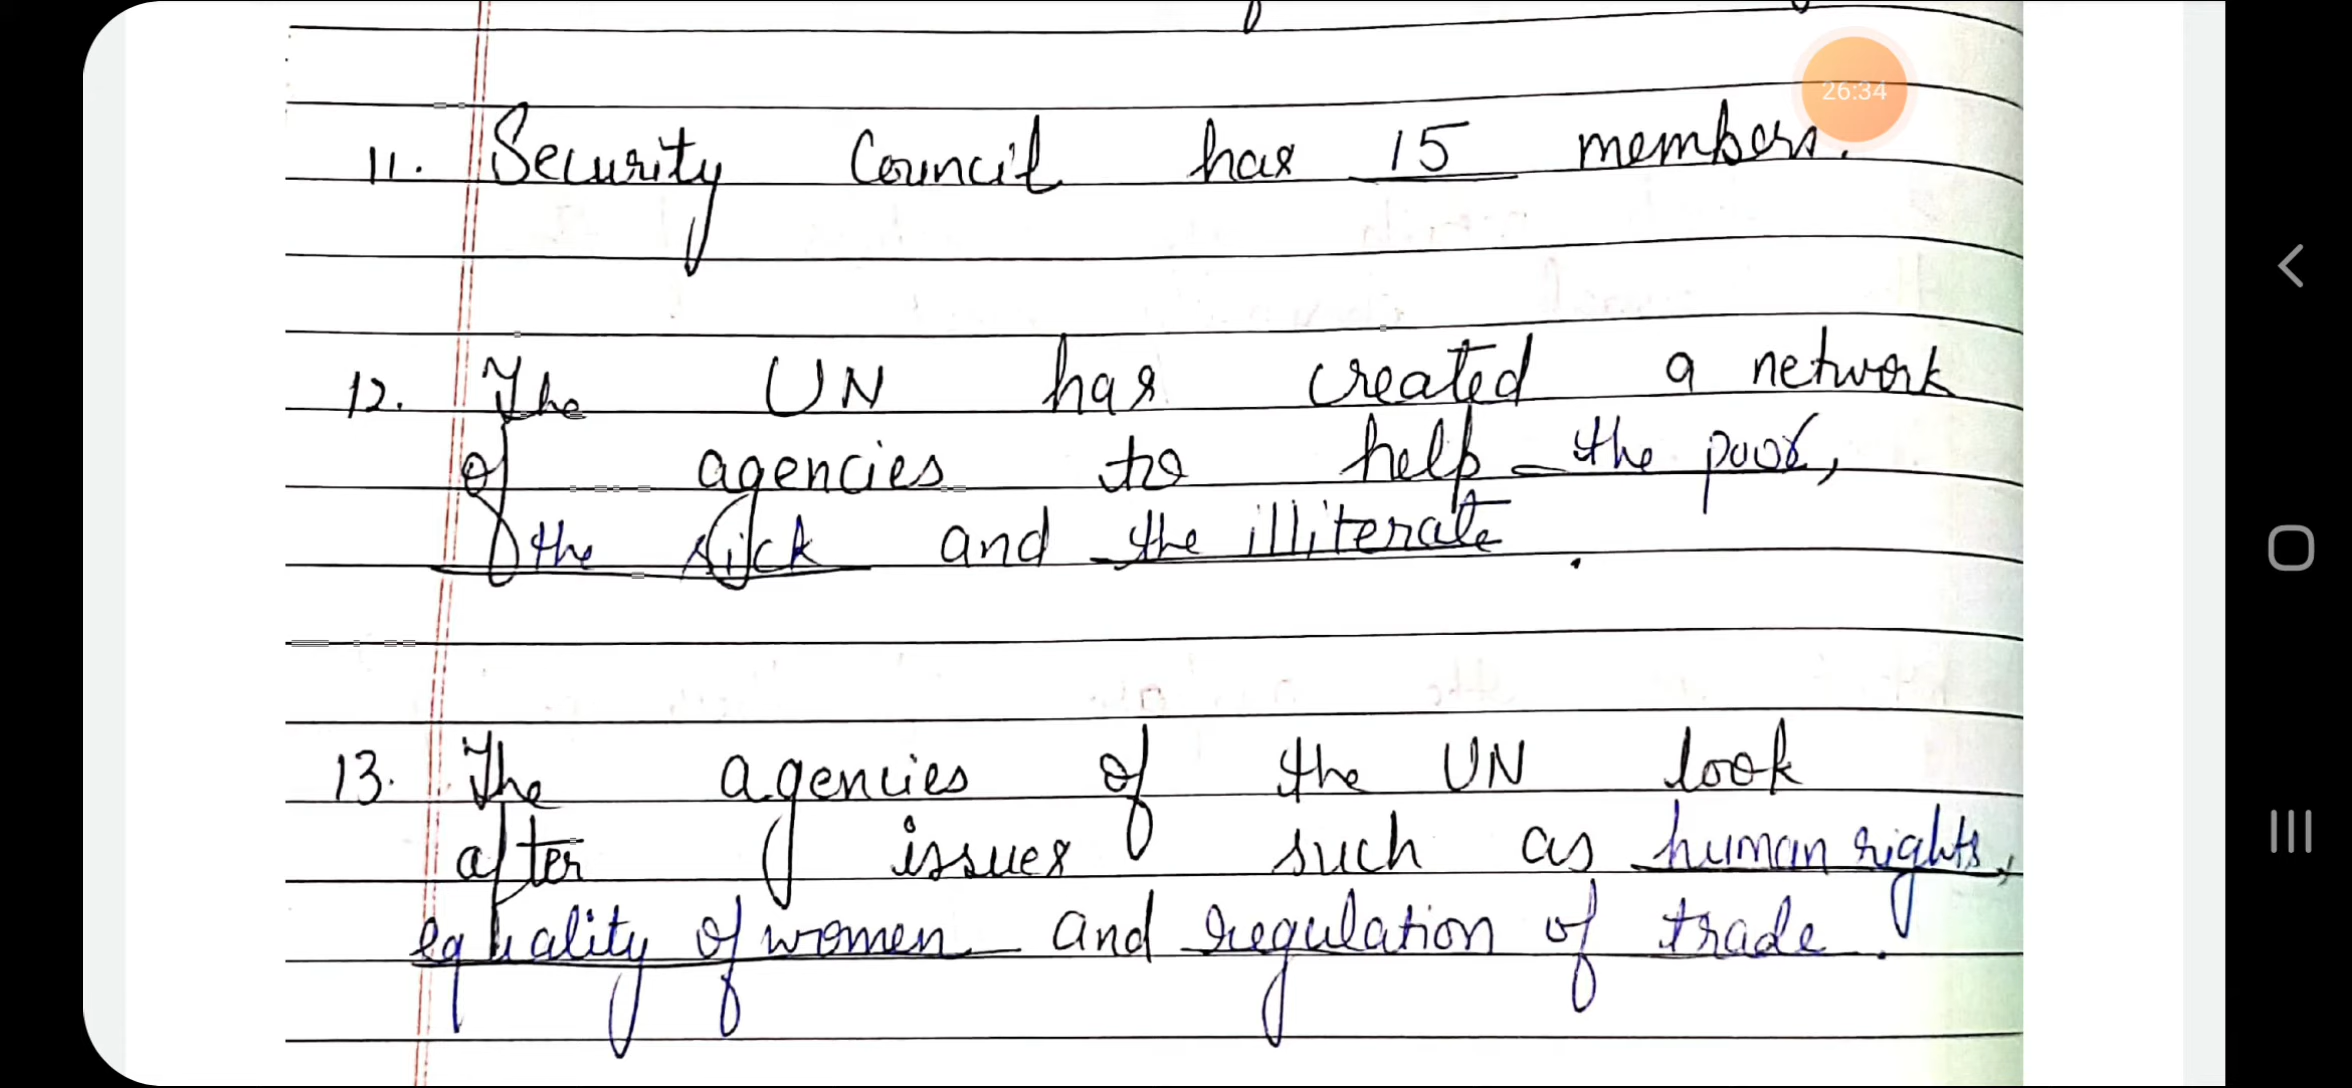 26:34
11. Security Council has 15 members.
12. The UN has created a network
of agencies to help the poor,
the sick and the illiterate.
13. The agencies of the UN look
after issues such as human rights,
equality of women and regulation of trade.